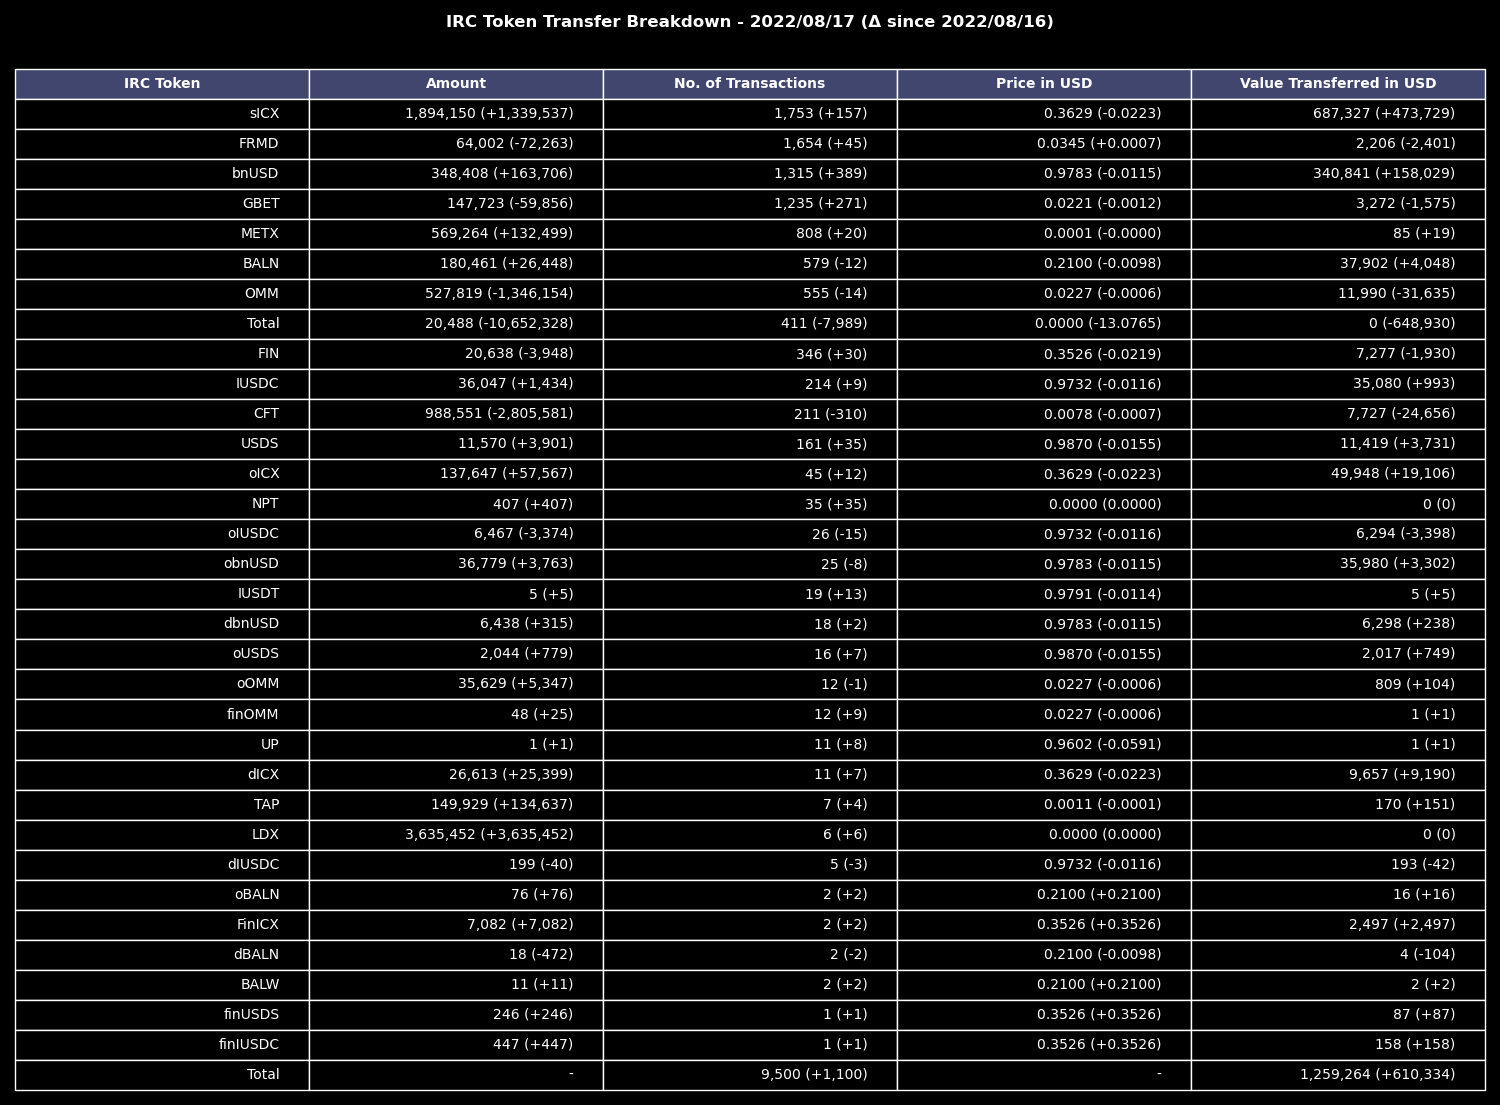 IRC Token Transfer Breakdown - 2022/08/17 (Δ since 2022/08/16)
IRC Token Amount No. of Transactions Price in USD Value Transferred in USD
sICX 1,894,150 (+1,339,537) 1,753 (+157) 0.3629 (-0.0223) 687,327 (+473,729)
FRMD 64,002 (-72,263) 1,654 (+45) 0.0345 (+0.0007) 2,206 (-2,401)
bnUSD 348,408 (+163,706) 1,315 (+389) 0.9783 (-0.0115) 340,841 (+158,029)
GBET 147,723 (-59,856) 1,235 (+271) 0.0221 (-0.0012) 3,272 (-1,575)
METX 569,264 (+132,499) 808 (+20) 0.0001 (-0.0000) 85 (+19)
BALN 180,461 (+26,448) 579 (-12) 0.2100 (-0.0098) 37,902 (+4,048)
OMM 527,819 (-1,346,154) 555 (-14) 0.0227 (-0.0006) 11,990 (-31,635)
Total 20,488 (-10,652,328) 411 (-7,989) 0.0000 (-13.0765) 0 (-648,930)
FIN 20,638 (-3,948) 346 (+30) 0.3526 (-0.0219) 7,277 (-1,930)
IUSDC 36,047 (+1,434) 214 (+9) 0.9732 (-0.0116) 35,080 (+993)
CFT 988,551 (-2,805,581) 211 (-310) 0.0078 (-0.0007) 7,727 (-24,656)
USDS 11,570 (+3,901) 161 (+35) 0.9870 (-0.0155) 11,419 (+3,731)
oICX 137,647 (+57,567) 45 (+12) 0.3629 (-0.0223) 49,948 (+19,106)
NPT 407 (+407) 35 (+35) 0.0000 (0.0000) 0 (0)
oIUSDC 6,467 (-3,374) 26 (-15) 0.9732 (-0.0116) 6,294 (-3,398)
obnUSD 36,779 (+3,763) 25 (-8) 0.9783 (-0.0115) 35,980 (+3,302)
IUSDT 5 (+5) 19 (+13) 0.9791 (-0.0114) 5 (+5)
dbnUSD 6,438 (+315) 18 (+2) 0.9783 (-0.0115) 6,298 (+238)
oUSDS 2,044 (+779) 16 (+7) 0.9870 (-0.0155) 2,017 (+749)
oOMM 35,629 (+5,347) 12 (-1) 0.0227 (-0.0006) 809 (+104)
finOMM 48 (+25) 12 (+9) 0.0227 (-0.0006) 1 (+1)
UP 1 (+1) 11 (+8) 0.9602 (-0.0591) 1 (+1)
dICX 26,613 (+25,399) 11 (+7) 0.3629 (-0.0223) 9,657 (+9,190)
TAP 149,929 (+134,637) 7 (+4) 0.0011 (-0.0001) 170 (+151)
LDX 3,635,452 (+3,635,452) 6 (+6) 0.0000 (0.0000) 0 (0)
dIUSDC 199 (-40) 5 (-3) 0.9732 (-0.0116) 193 (-42)
oBALN 76 (+76) 2 (+2) 0.2100 (+0.2100) 16 (+16)
FinICX 7,082 (+7,082) 2 (+2) 0.3526 (+0.3526) 2,497 (+2,497)
dBALN 18 (-472) 2 (-2) 0.2100 (-0.0098) 4 (-104)
BALW 11 (+11) 2 (+2) 0.2100 (+0.2100) 2 (+2)
finUSDS 246 (+246) 1 (+1) 0.3526 (+0.3526) 87 (+87)
finIUSDC 447 (+447) 1 (+1) 0.3526 (+0.3526) 158 (+158)
Total - 9,500 (+1,100) - 1,259,264 (+610,334)